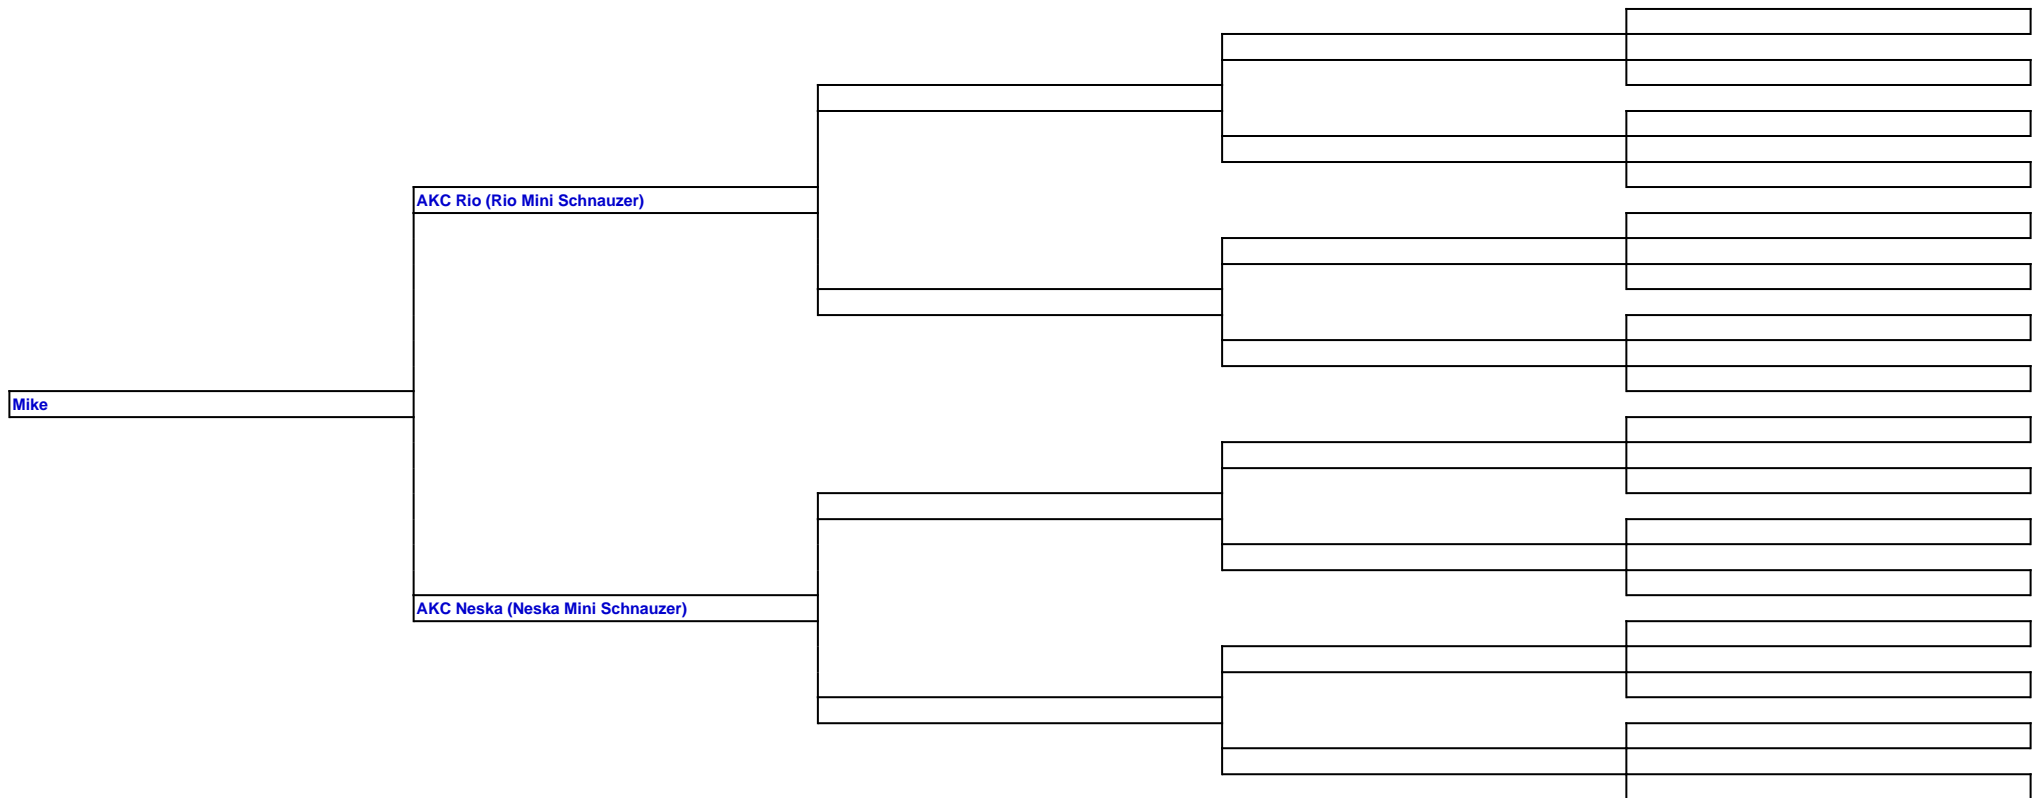 AKC Rio (Rio Mini Schnauzer)
Mike
AKC Neska (Neska Mini Schnauzer)